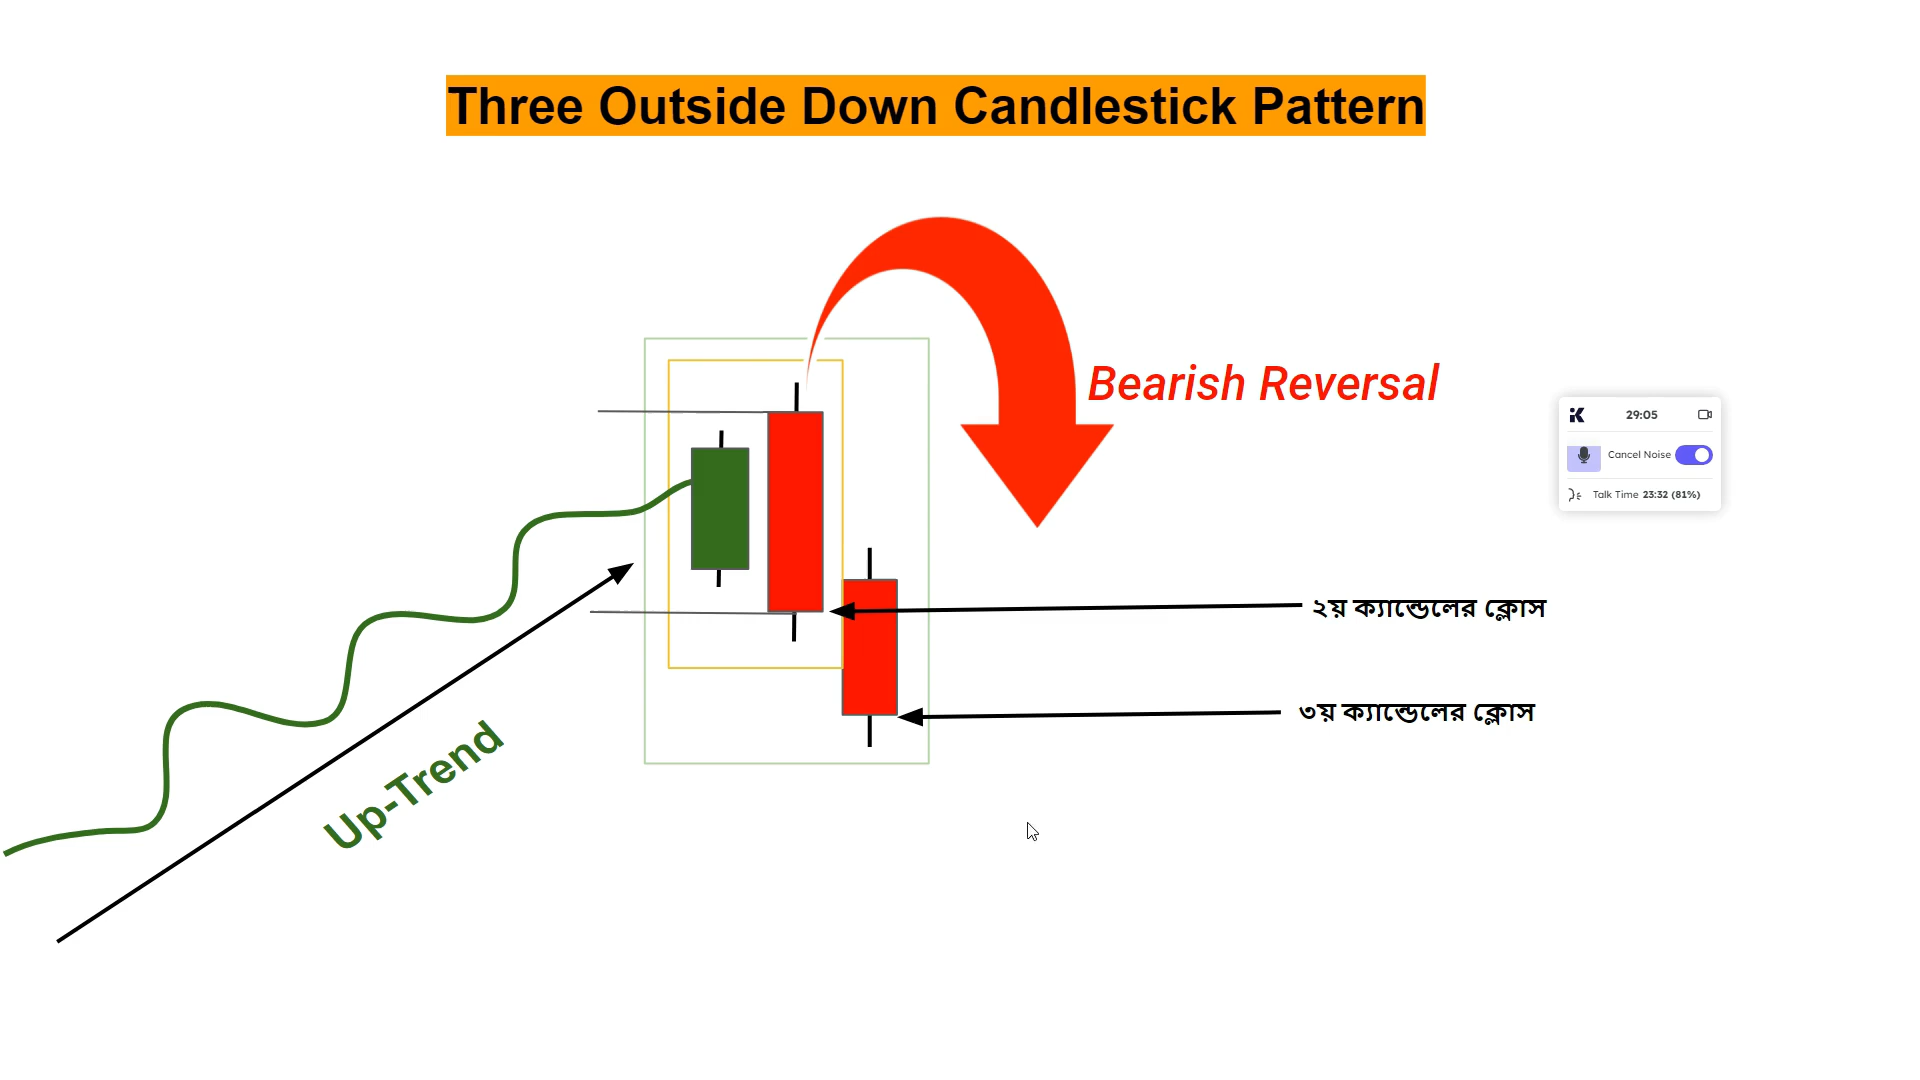 Three Outside Down Candlestick Pattern
Bearish Reversal
29:05
Cancel Noise
Talk Time 23:32 (81%)
২য় ক্যান্ডেলের ক্লোস
৩য় ক্যান্ডেলের ক্লোস
Up-Trend